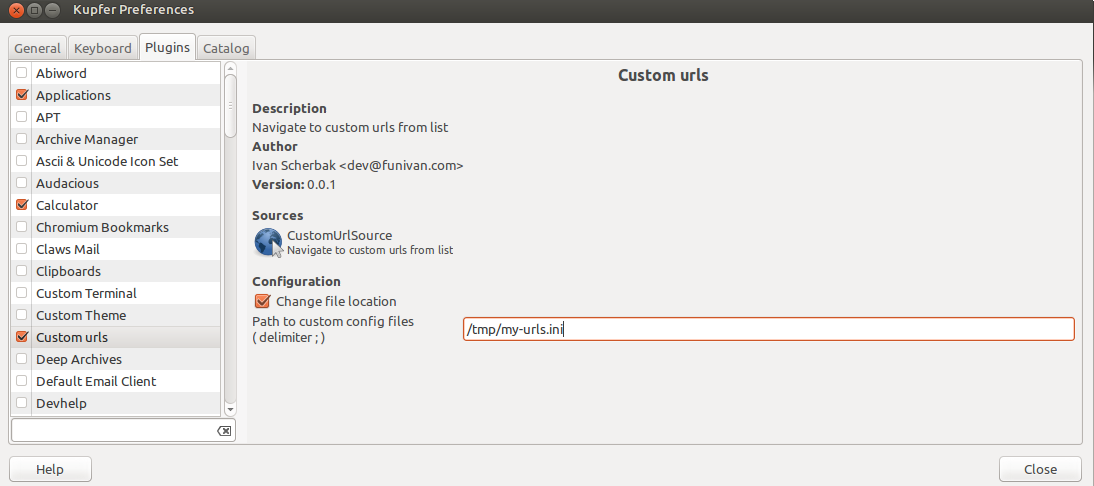 Kupfer Preferences
General Keyboard Plugins Catalog
Abiword
Applications
APT
Archive Manager
Ascii & Unicode Icon Set
Audacious
Calculator
Chromium Bookmarks
Claws Mail
Clipboards
Custom Terminal
Custom Theme
Custom urls
Deep Archives
Default Email Client
Devhelp
Custom urls
Description
Navigate to custom urls from list
Author
Ivan Scherbak <dev@funivan.com>
Version: 0.0.1
Sources
CustomUrlSource
Navigate to custom urls from list
Configuration
Change file location
Path to custom config files
( delimiter ; )
/tmp/my-urls.ini
Help
Close